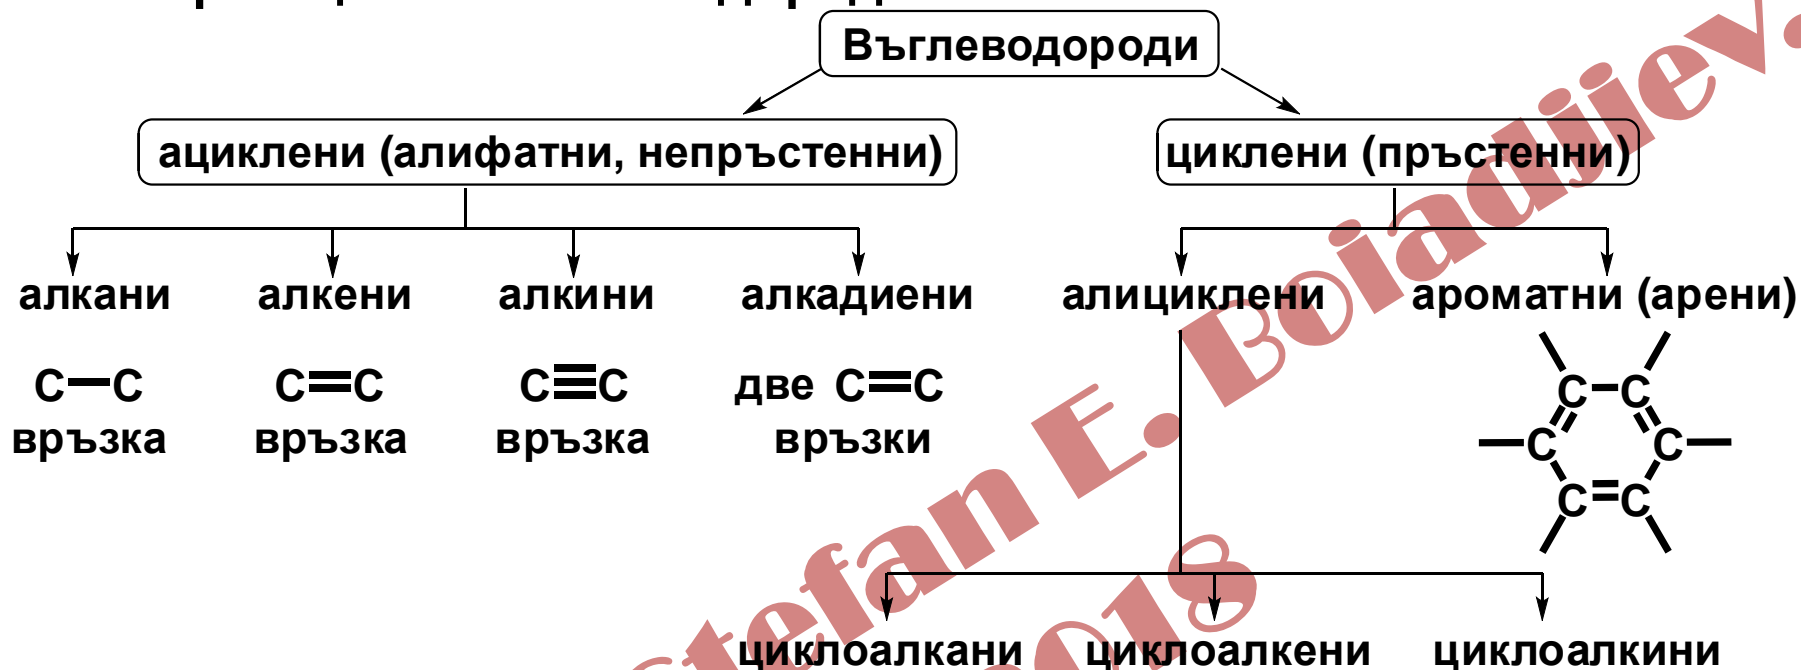 Въглеводороди
ациклени (алифатни, непръстенни)
циклени (пръстенни)
алкани алкени алкини алкадиени алициклени ароматни (арени)
C—C C=C C≡C две C=C
връзка връзка връзка връзки
C C
C C
C C
циклоалкани циклоалкени циклоалкини
Stefan E. Boiadjiev.
2018